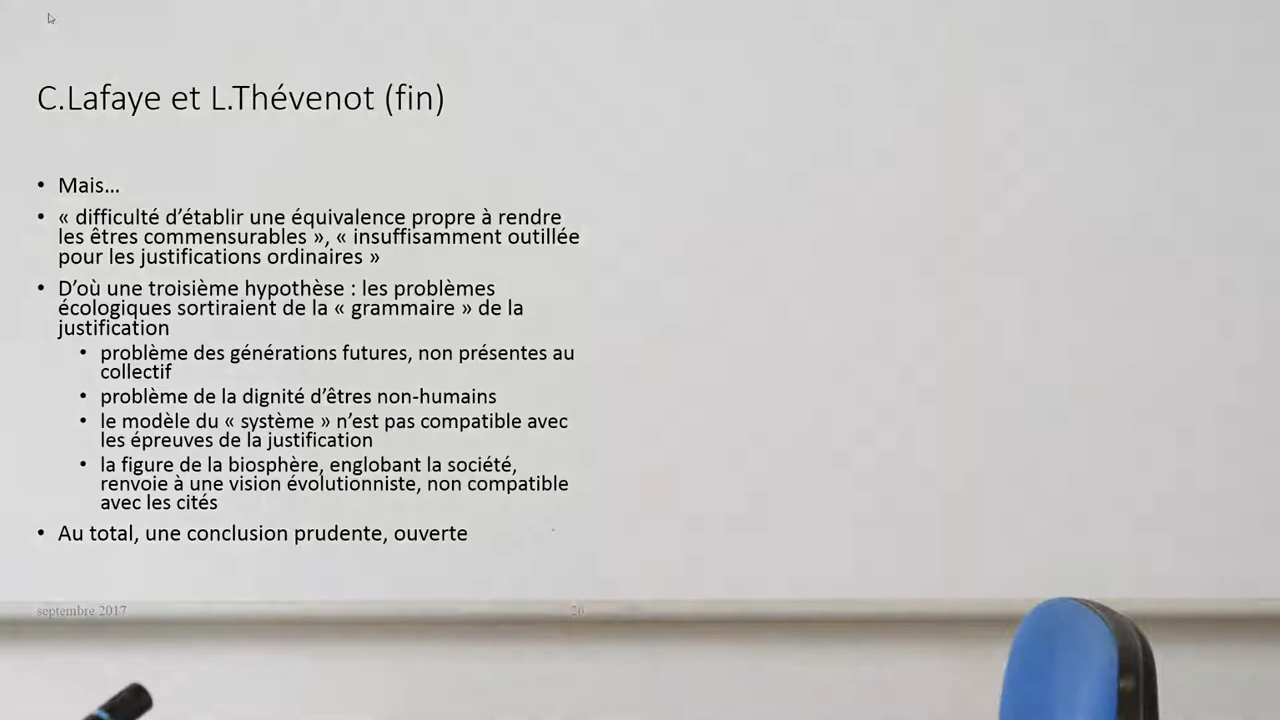 C.Lafaye et L.Thévenot (fin)
• Mais…
• « difficulté d’établir une équivalence propre à rendre
les êtres commensurables », « insuffisamment outillée
pour les justifications ordinaires »
• D’où une troisième hypothèse : les problèmes
écologiques sortiraient de la « grammaire » de la
justification
• problème des générations futures, non présentes au
collectif
• problème de la dignité d’êtres non-humains
• le modèle du « système » n’est pas compatible avec
les épreuves de la justification
• la figure de la biosphère, englobant la société,
renvoie à une vision évolutionniste, non compatible
avec les cités
• Au total, une conclusion prudente, ouverte
septembre 2017
26